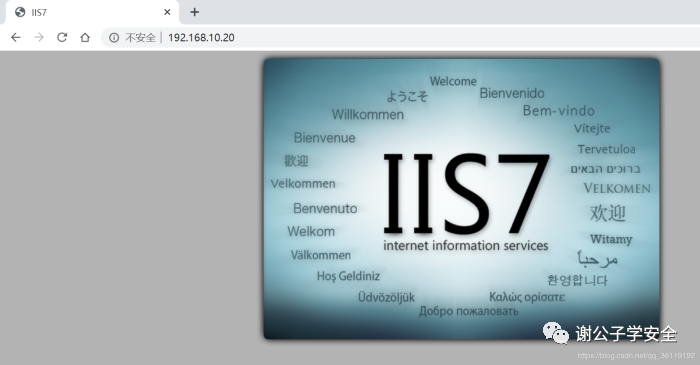 IIS7
不安全
192.168.10.20
Welcome
ようこそ
Bienvenido
Willkommen
Bem-vindo
Bienvenue
Vítejte
歡迎
Tervetuloa
ברוכים הבאים
Velkommen
VELKOMEN
IIS7
internet information services
Benvenuto
欢迎
Welkom
Witamy
Välkommen
مرحباً
Hoş Geldiniz
환영합니다
Üdvözöljük
Καλώς ορίσατε
Добро пожаловать
谢公子学安全
https://blog.csdn.net/qq_36119192